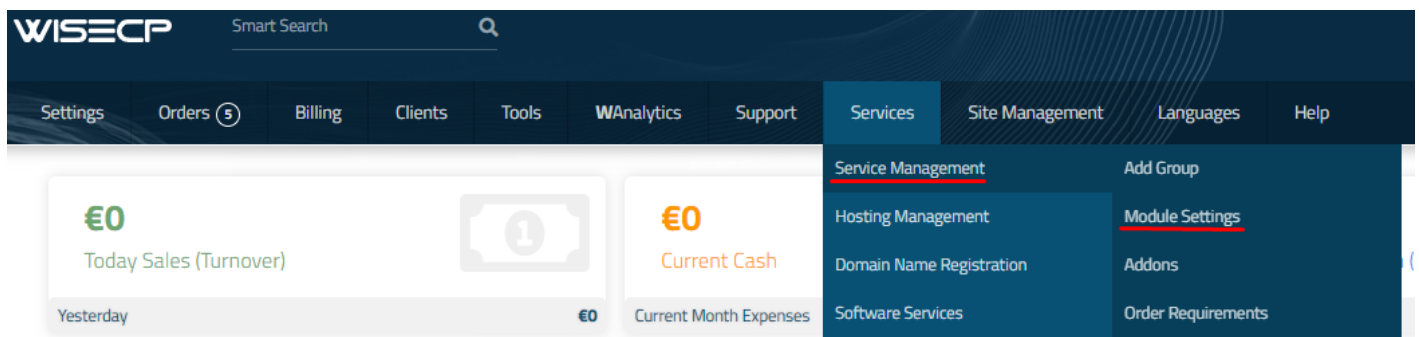 WISECP
Smart Search
Settings
Orders 5
Billing
Clients
Tools
WAnalytics
Support
Services
Site Management
Languages
Help
Service Management
Add Group
Hosting Management
Module Settings
Domain Name Registration
Addons
Software Services
Order Requirements
€0
Today Sales (Turnover)
1
Yesterday
€0
€0
Current Cash
Current Month Expenses
(